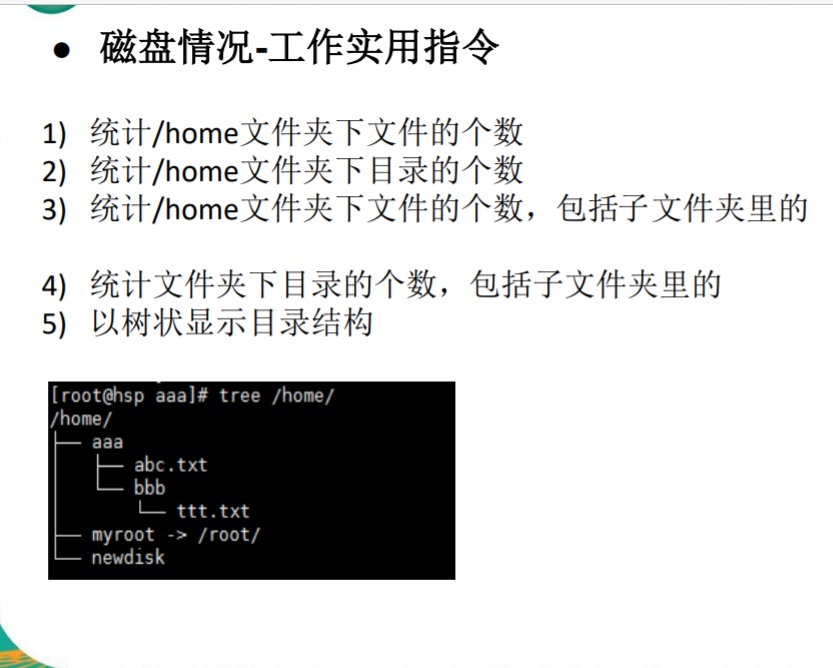 ● 磁盘情况-工作实用指令
1) 统计/home文件夹下文件的个数
2) 统计/home文件夹下目录的个数
3) 统计/home文件夹下文件的个数，包括子文件夹里的
4) 统计文件夹下目录的个数，包括子文件夹里的
5) 以树状显示目录结构
[root@hsp aaa]# tree /home/
/home/
├── aaa
│   ├── abc.txt
│   └── bbb
│       └── ttt.txt
├── myroot -> /root/
└── newdisk